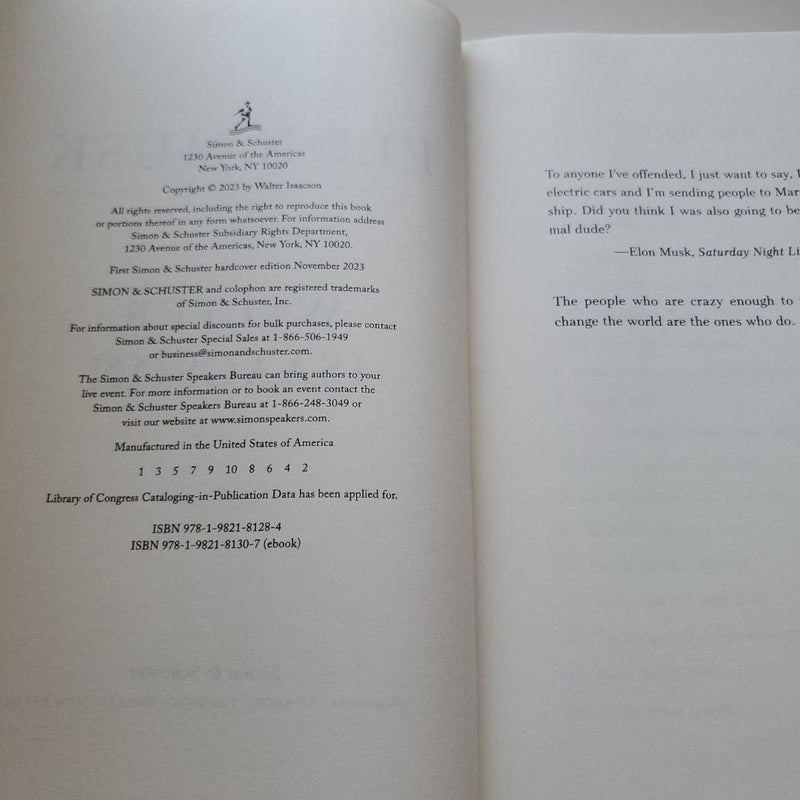 Simon & Schuster
1230 Avenue of the Americas
New York, NY 10020
Copyright © 2023 by Walter Isaacson
All rights reserved, including the right to reproduce this book
or portions thereof in any form whatsoever. For information address
Simon & Schuster Subsidiary Rights Department,
1230 Avenue of the Americas, New York, NY 10020.
First Simon & Schuster hardcover edition November 2023
SIMON & SCHUSTER and colophon are registered trademarks
of Simon & Schuster, Inc.
For information about special discounts for bulk purchases, please contact
Simon & Schuster Special Sales at 1-866-506-1949
or business@simonandschuster.com.
The Simon & Schuster Speakers Bureau can bring authors to your
live event. For more information or to book an event contact the
Simon & Schuster Speakers Bureau at 1-866-248-3049 or
visit our website at www.simonspeakers.com.
Manufactured in the United States of America
1 3 5 7 9 10 8 6 4 2
Library of Congress Cataloging-in-Publication Data has been applied for.
ISBN 978-1-9821-8128-4
ISBN 978-1-9821-8130-7 (ebook)
To anyone I've offended, I just want to say,
electric cars and I'm sending people to Mar
ship. Did you think I was also going to be
mal dude?
—Elon Musk, Saturday Night Li
The people who are crazy enough to
change the world are the ones who do.